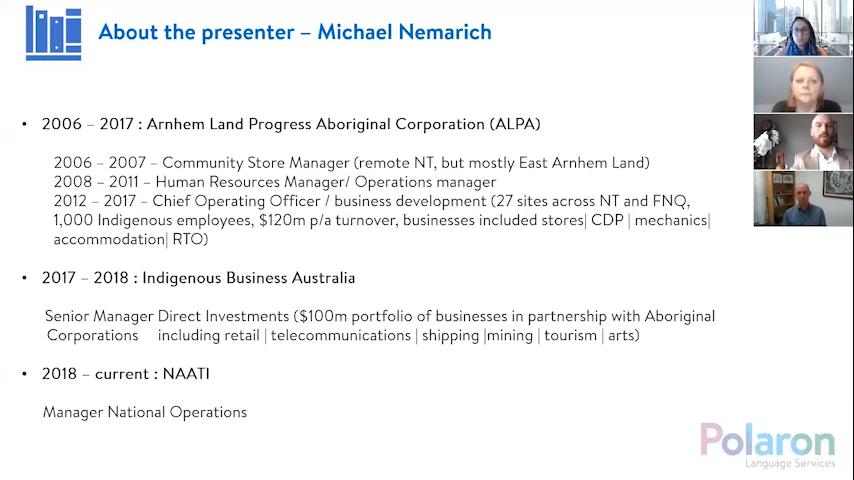 About the presenter – Michael Nemarich
• 2006 – 2017 : Arnhem Land Progress Aboriginal Corporation (ALPA)
2006 – 2007 – Community Store Manager (remote NT, but mostly East Arnhem Land)
2008 – 2011 – Human Resources Manager/ Operations manager
2012 – 2017 – Chief Operating Officer / business development (27 sites across NT and FNQ,
1,000 Indigenous employees, $120m p/a turnover, businesses included stores| CDP | mechanics|
accommodation| RTO)
• 2017 – 2018 : Indigenous Business Australia
Senior Manager Direct Investments ($100m portfolio of businesses in partnership with Aboriginal
Corporations including retail | telecommunications | shipping |mining | tourism | arts)
• 2018 – current : NAATI
Manager National Operations
Polaron
Language Services